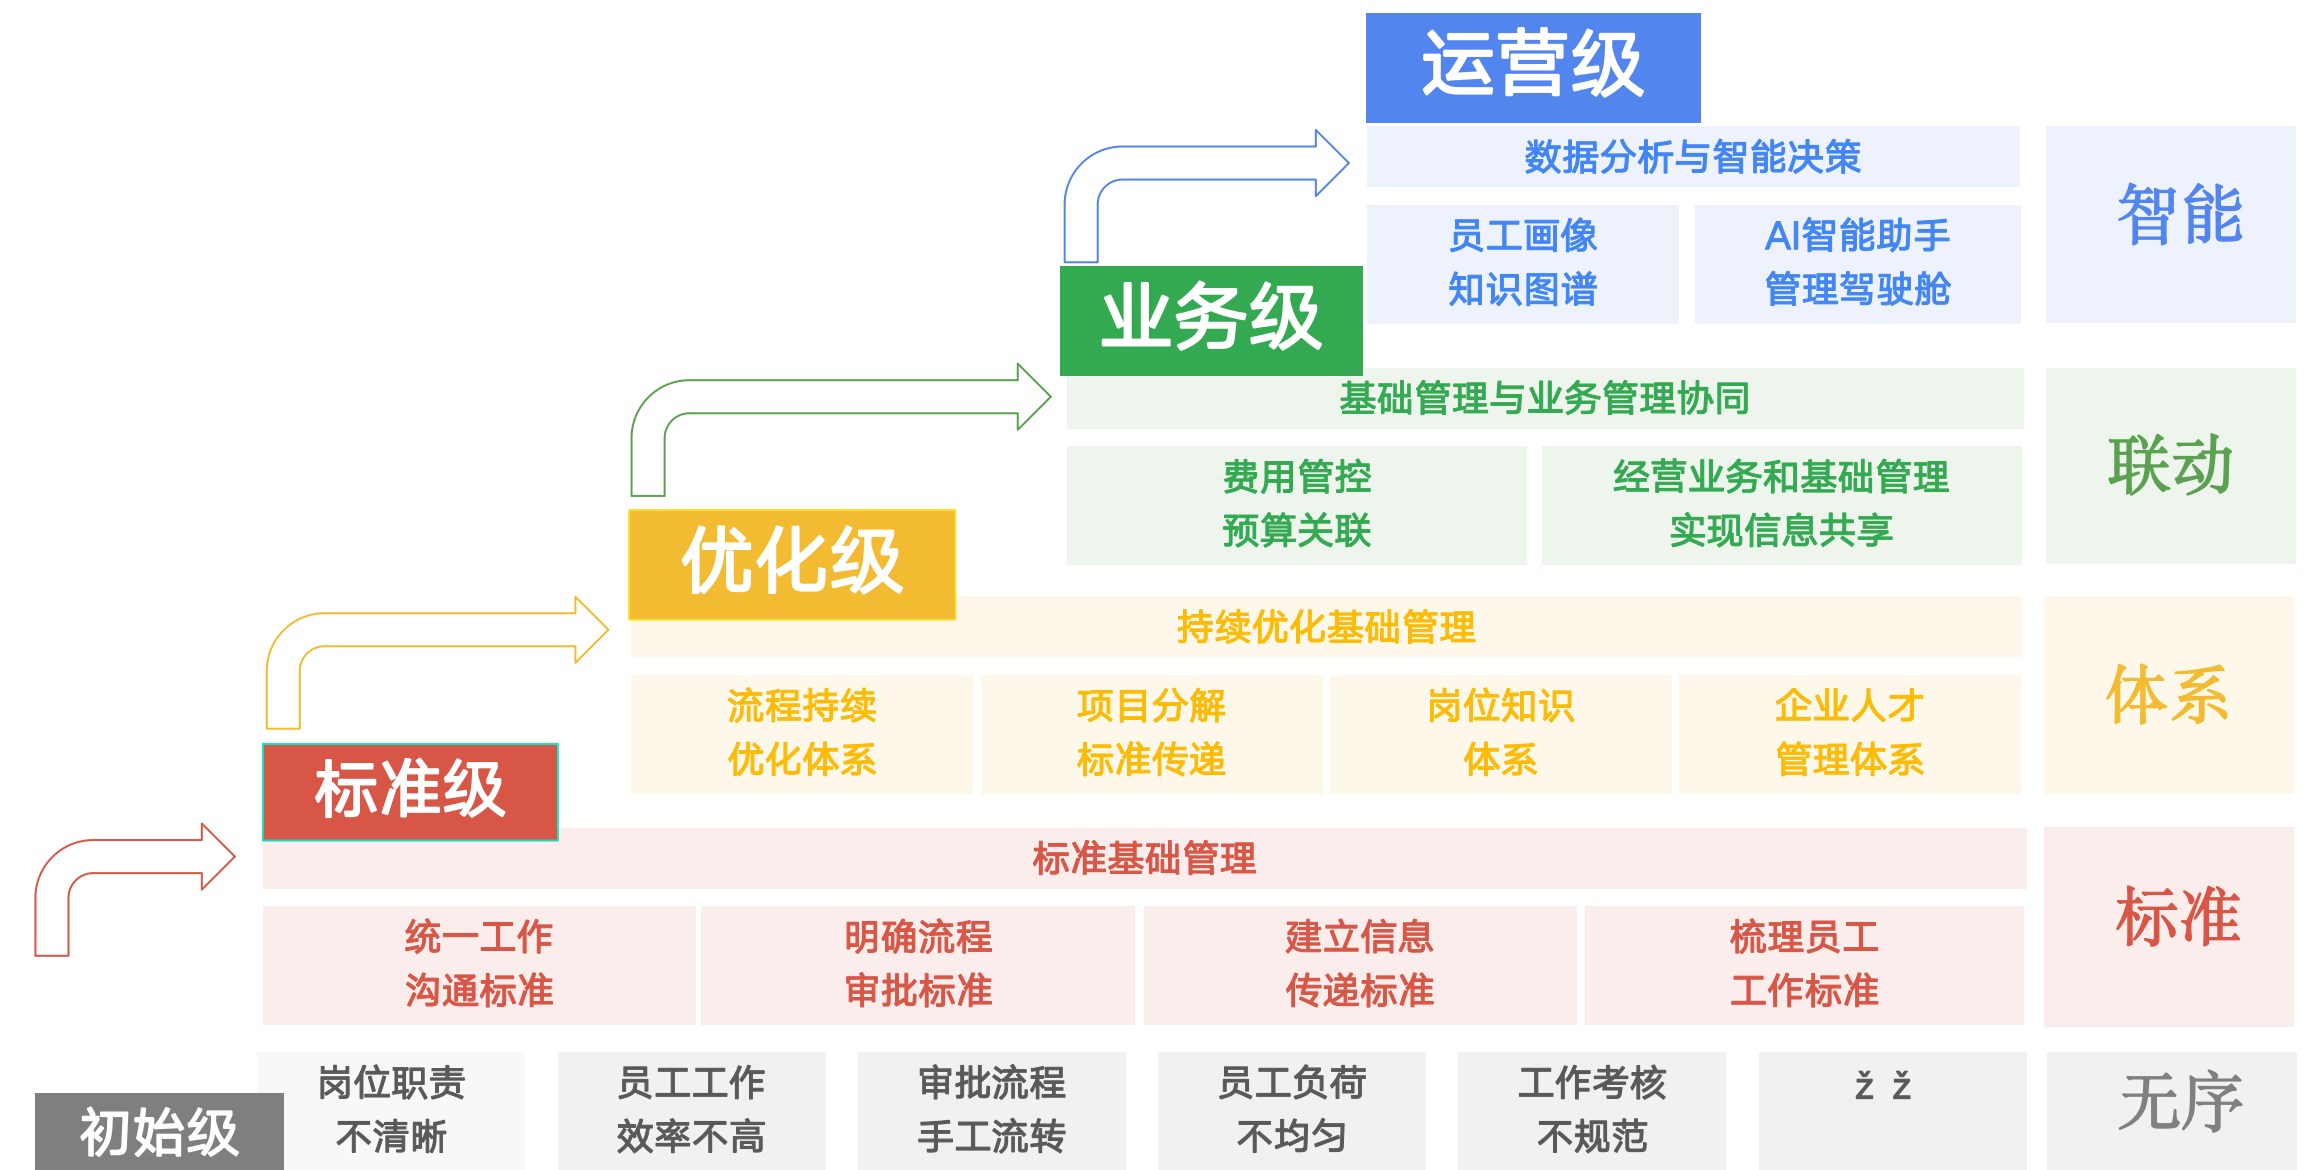 运营级
数据分析与智能决策
员工画像
知识图谱
AI智能助手
管理驾驶舱
智能
业务级
基础管理与业务管理协同
费用管控
预算关联
经营业务和基础管理
实现信息共享
联动
优化级
持续优化基础管理
流程持续
优化体系
项目分解
标准传递
岗位知识
体系
企业人才
管理体系
体系
标准级
标准基础管理
统一工作
沟通标准
明确流程
审批标准
建立信息
传递标准
梳理员工
工作标准
标准
初始级
岗位职责
不清晰
员工工作
效率不高
审批流程
手工流转
员工负荷
不均匀
工作考核
不规范
ž ž
无序